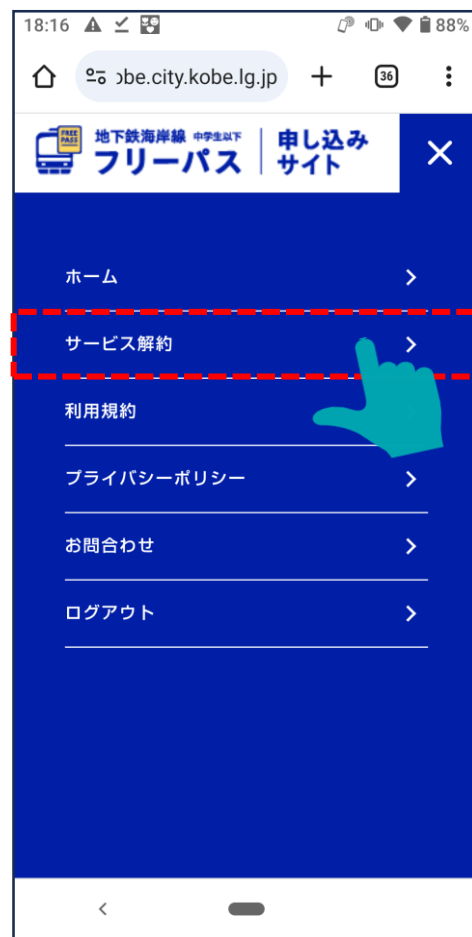 18:16 88%
obe.city.kobe.lg.jp 36
FREE PASS
地下鉄海岸線 中学生以下
フリーパス
申し込み
サイト
ホーム
サービス解約
利用規約
プライバシーポリシー
お問合わせ
ログアウト